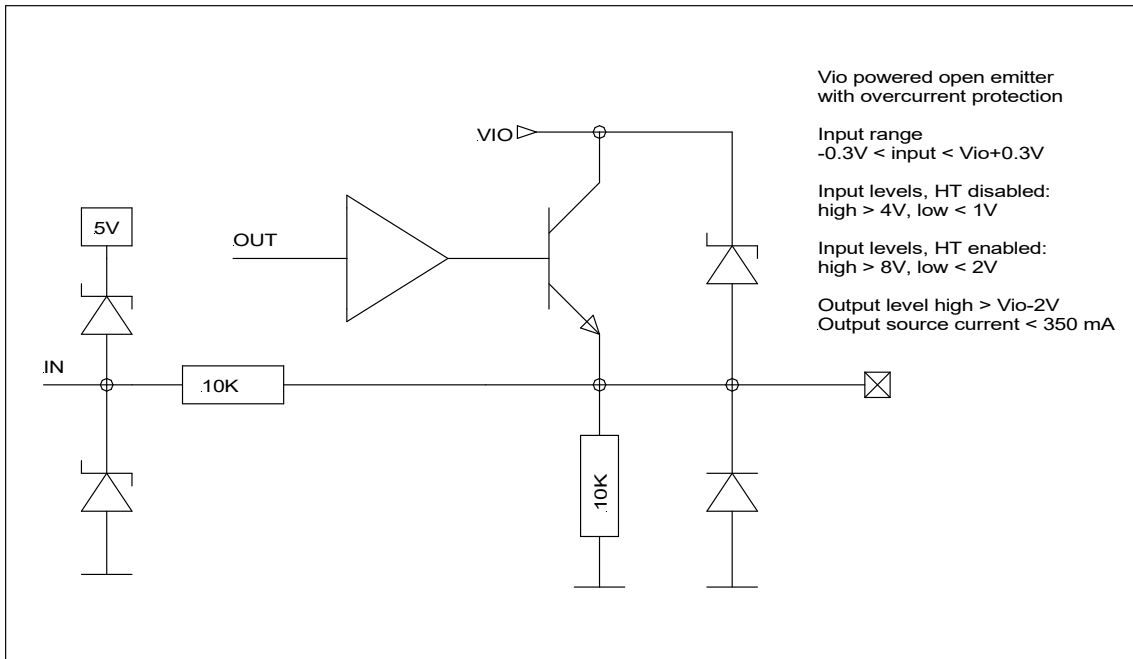 Vio powered open emitter
with overcurrent protection
VIO
Input range
-0.3V < input < Vio+0.3V
Input levels, HT disabled:
high > 4V, low < 1V
5V
OUT
Input levels, HT enabled:
high > 8V, low < 2V
Output level high > Vio-2V
Output source current < 350 mA
IN
10K
10K